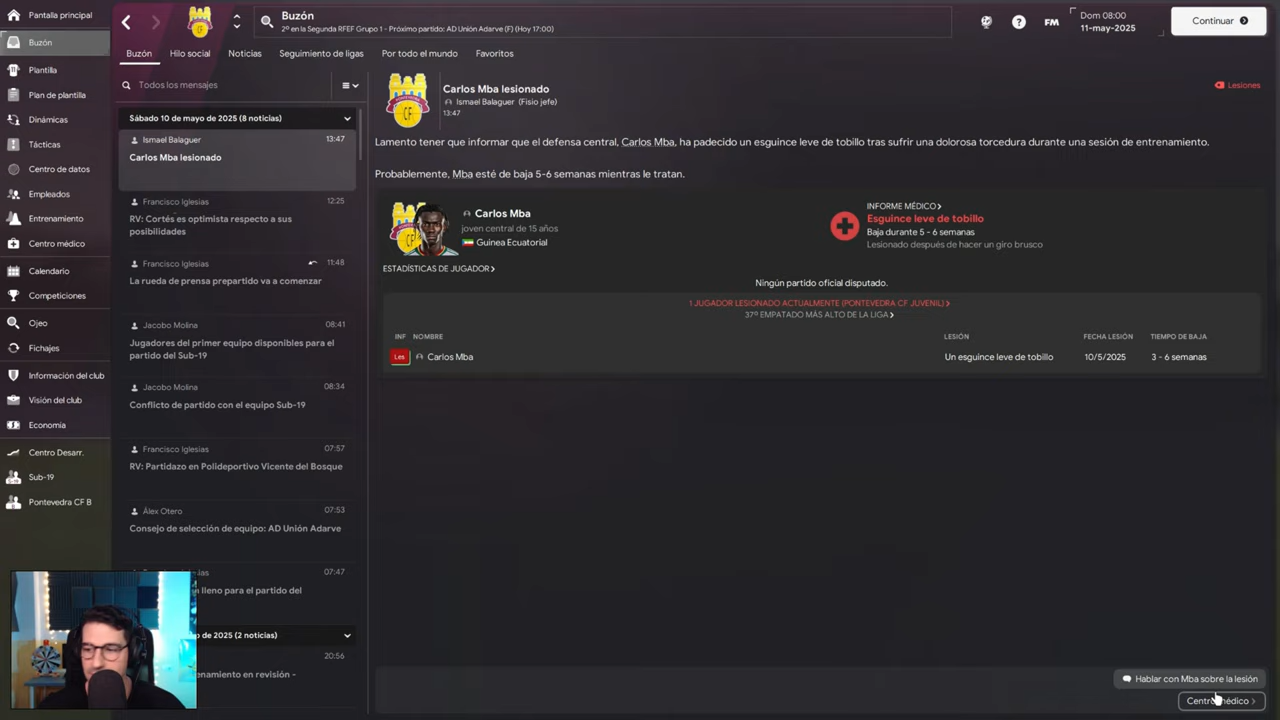 Pantalla principal
Buzón
Plantilla
Plan de plantilla
Dinámicas
Tácticas
Centro de datos
Empleados
Entrenamiento
Centro médico
Calendario
Competiciones
Ojeo
Fichajes
Información del club
Visión del club
Economía
Centro Desarr.
Sub-19
Pontevedra CF B
Buzón
2º en la Segunda RFEF Grupo 1 - Próximo partido: AD Unión Adarve (F) (Hoy 17:00)
FM
Dom 08:00
11-may-2025
Continuar
Buzón
Hilo social
Noticias
Seguimiento de ligas
Por todo el mundo
Favoritos
Todos los mensajes
Sábado 10 de mayo de 2025 (8 noticias)
Ismael Balaguer 13:47
Carlos Mba lesionado
Francisco Iglesias 12:25
RV: Cortés es optimista respecto a sus
posibilidades
Francisco Iglesias 11:48
La rueda de prensa prepartido va a comenzar
Jacobo Molina 08:41
Jugadores del primer equipo disponibles para el
partido del Sub-19
Jacobo Molina 08:34
Conflicto de partido con el equipo Sub-19
Francisco Iglesias 07:57
RV: Partidazo en Polideportivo Vicente del Bosque
Álex Otero 07:53
Consejo de selección de equipo: AD Unión Adarve
07:47
lleno para el partido del
de 2025 (2 noticias)
20:56
en revisión -
Carlos Mba lesionado
Ismael Balaguer (Fisio jefe)
13:47
Lesiones
Lamento tener que informar que el defensa central, Carlos Mba, ha padecido un esguince leve de tobillo tras sufrir una dolorosa torcedura durante una sesión de entrenamiento.
Probablemente, Mba esté de baja 5-6 semanas mientras le tratan.
Carlos Mba
joven central de 15 años
Guinea Ecuatorial
INFORME MÉDICO
Esguince leve de tobillo
Baja durante 5 - 6 semanas
Lesionado después de hacer un giro brusco
ESTADÍSTICAS DE JUGADOR
Ningún partido oficial disputado.
1 JUGADOR LESIONADO ACTUALMENTE (PONTEVEDRA CF JUVENIL)
37º EMPATADO MÁS ALTO DE LA LIGA
INF NOMBRE LESIÓN FECHA LESIÓN TIEMPO DE BAJA
Les Carlos Mba Un esguince leve de tobillo 10/5/2025 3 - 6 semanas
Hablar con Mba sobre la lesión
Centro médico